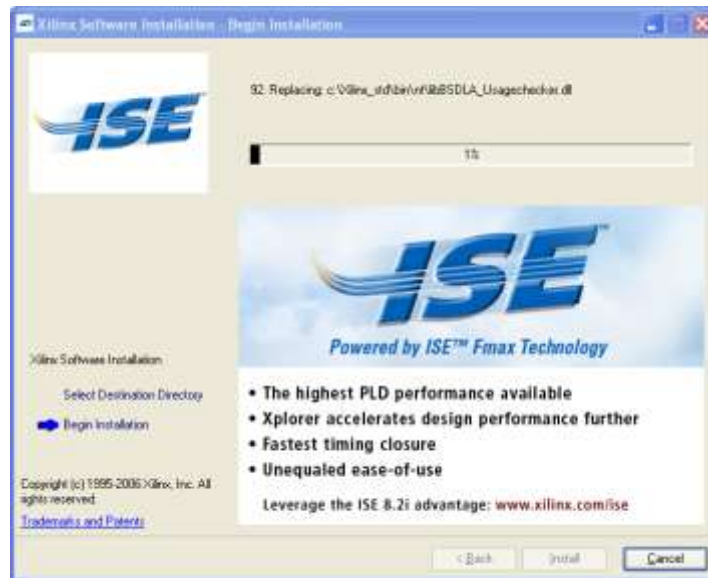 Xilinx Software Installation - Begin Installation
ISE
92. Replacing: c:\Xilinx_std\bin\nt\libBSDLA_Usagechecker.dll
1%
ISE™
Powered by ISE™ Fmax Technology
Xilinx Software Installation
Select Destination Directory
Begin Installation
• The highest PLD performance available
• Xplorer accelerates design performance further
• Fastest timing closure
• Unequaled ease-of-use
Leverage the ISE 8.2i advantage: www.xilinx.com/ise
Copyright (c) 1995-2006 Xilinx, Inc. All
rights reserved.
Trademarks and Patents
< Back
Install
Cancel